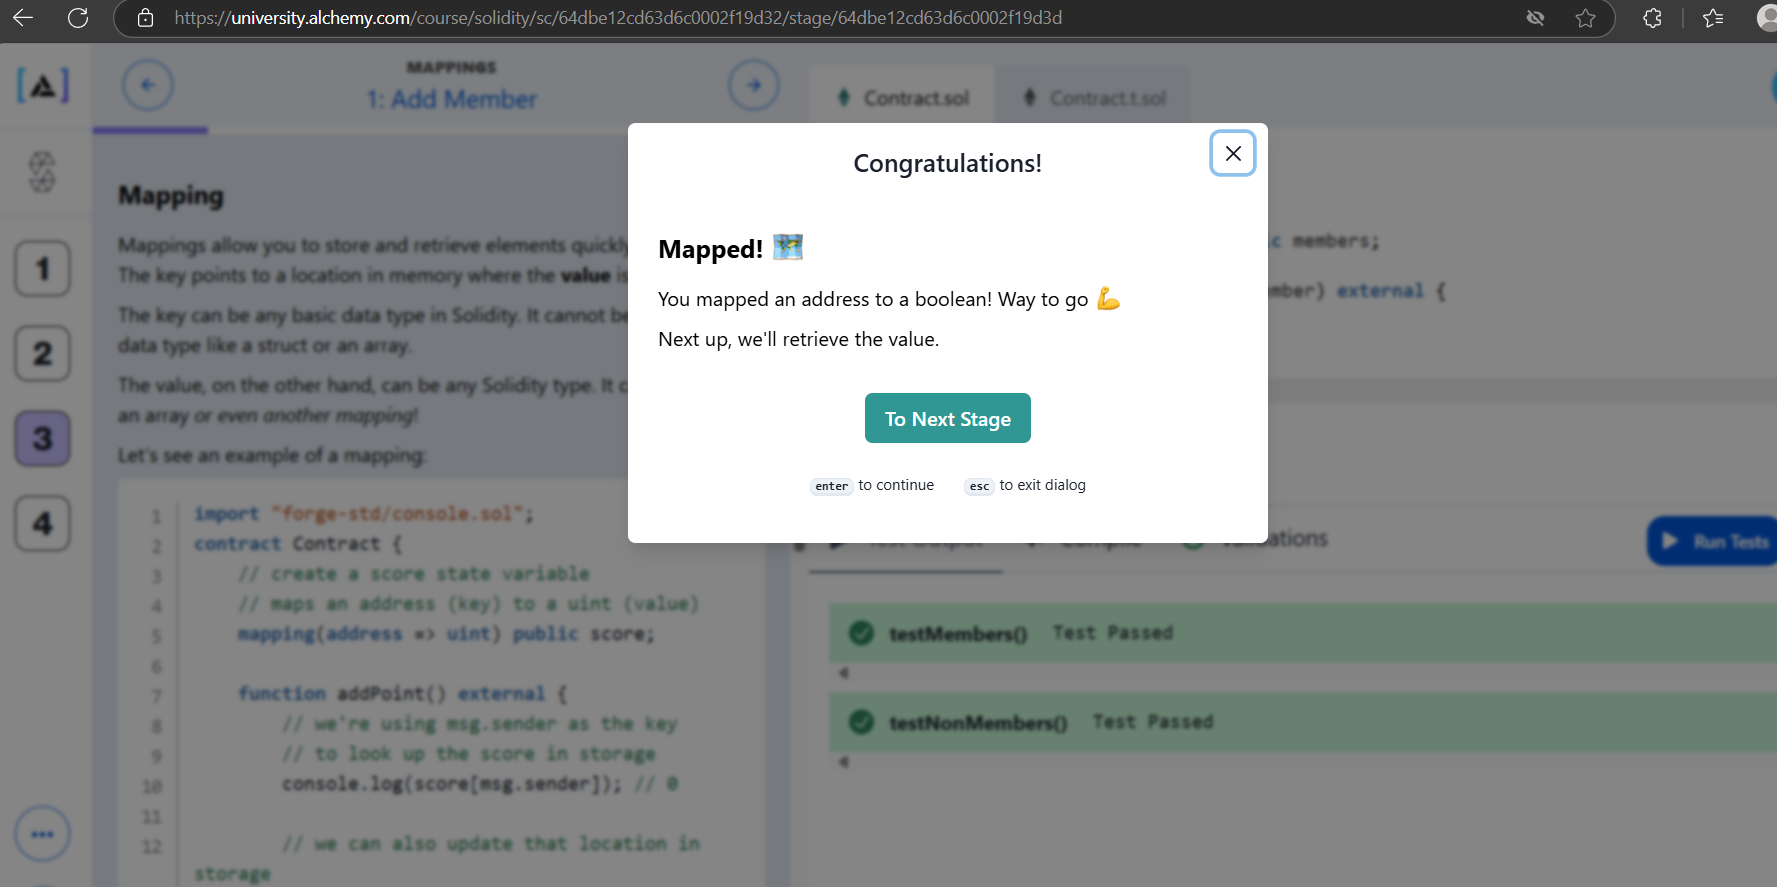 https://university.alchemy.com/course/solidity/sc/64dbe12cd63d6c0002f19d32/stage/64dbe12cd63d6c0002f19d3d
MAPPINGS
1: Add Member
Contract.sol
Contract.t.sol
Mapping
Mappings allow you to store and retrieve elements quickly
The key points to a location in memory where the value is
The key can be any basic data type in Solidity. It cannot be
data type like a struct or an array.
The value, on the other hand, can be any Solidity type. It
an array or even another mapping!
Let's see an example of a mapping:
1
2
3
4
1 import "forge-std/console.sol";
2 contract Contract {
3 // create a score state variable
4 // maps an address (key) to a uint (value)
5 mapping(address => uint) public score;
6
7 function addPoint() external {
8 // we're using msg.sender as the key
9 // to look up the score in storage
10 console.log(score[msg.sender]); // 0
11
12 // we can also update that location in
storage
Congratulations!
Mapped!
You mapped an address to a boolean! Way to go
Next up, we'll retrieve the value.
To Next Stage
enter to continue esc to exit dialog
members;
) external {
Run Tests
testMembers() Test Passed
testNonMembers() Test Passed